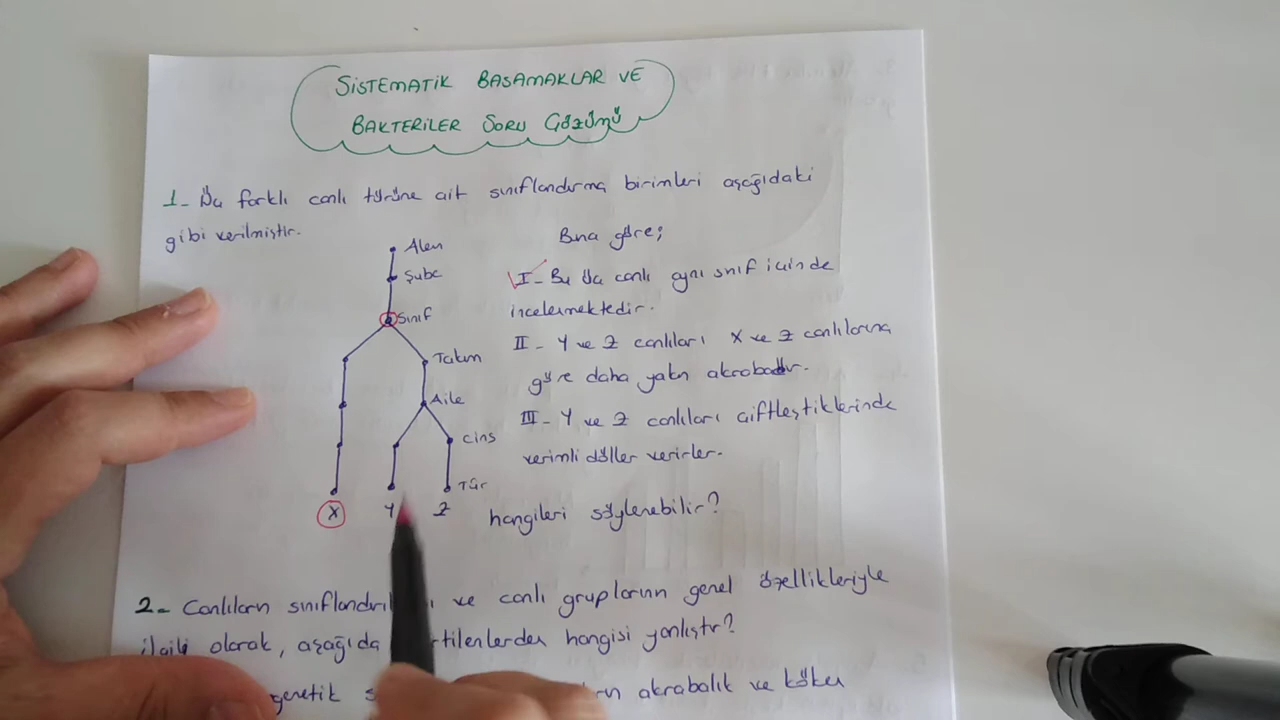 SİSTEMATİK BASAMAKLAR VE
BAKTERİLER SORU ÇÖZÜMÜ
1- Üç farklı canlı türüne ait sınıflandırma birimleri aşağıdaki
gibi verilmiştir.
Alem
Şube
Sınıf
Takım
Aile
Cins
Tür
X Y Z
Buna göre;
I- Bu üç canlı aynı sınıf içinde
incelenmektedir.
II- Y ve Z canlıları X ve Z canlılarına
göre daha yakın akrabadır.
III- Y ve Z canlıları çiftleştiklerinde
verimli döller verirler.
hangileri söylenebilir?
2- Canlıların ve canlı gruplarının genel özellikleriyle
ilgili olarak, aşağıda hangisi yanlıştır?
genetik akrabalık ve köken